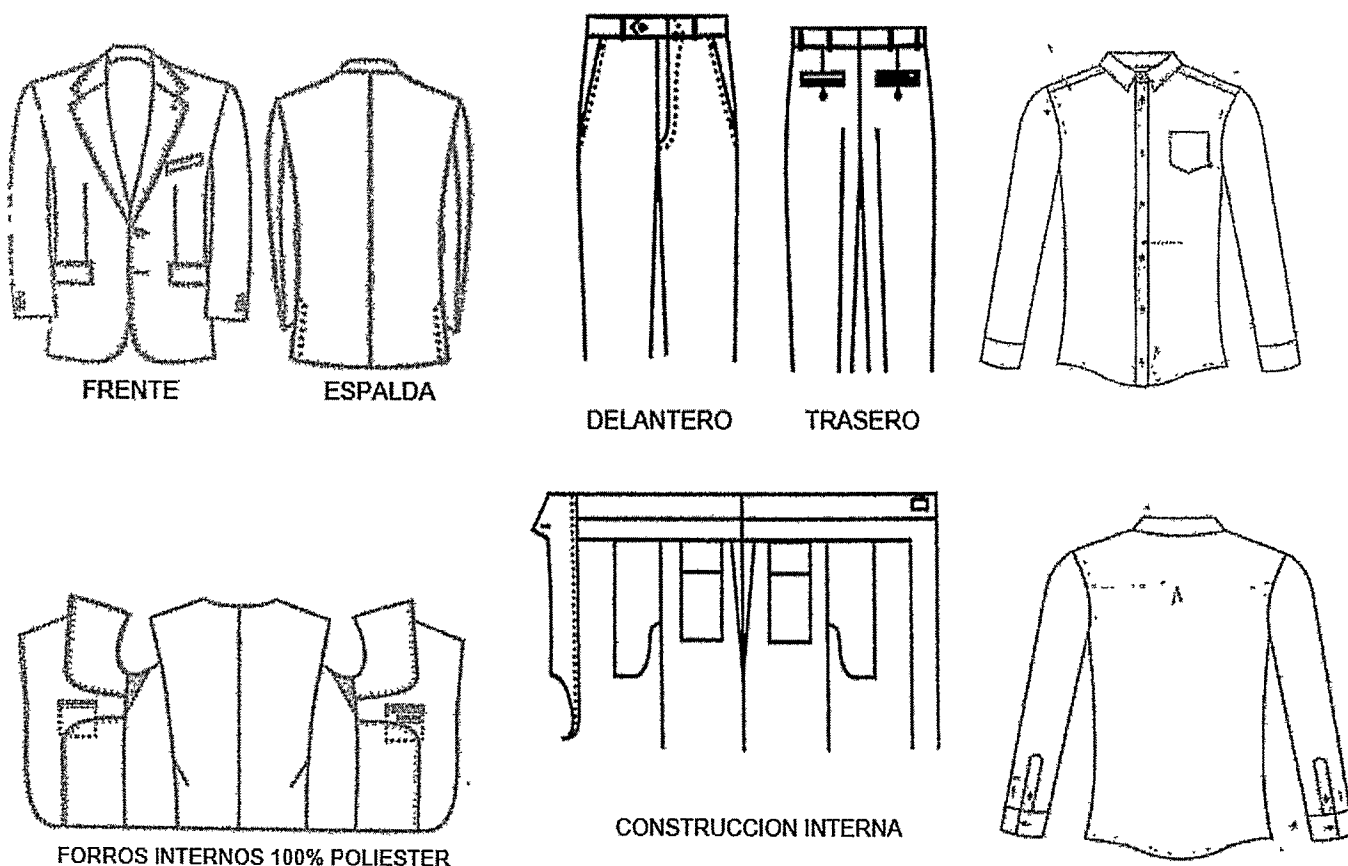 FRENTE
ESPALDA
DELANTERO
TRASERO
FORROS INTERNOS 100% POLIESTER
CONSTRUCCION INTERNA